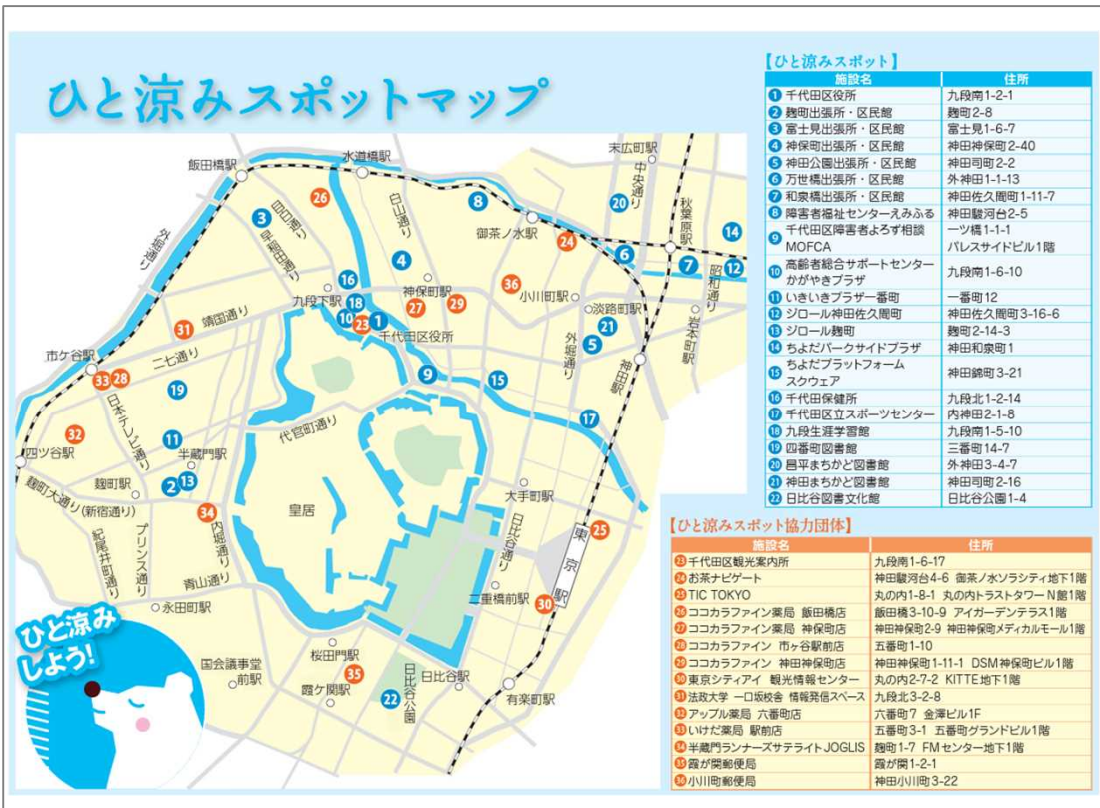 ひと涼みスポットマップ
飯田橋駅
水道橋駅
末広町駅
中央通り
秋葉原駅
外堀通り
目白通り
早稲田通り
白山通り
御茶ノ水駅
昭和通り
26
3
8
20
14
24
6
7
12
4
16
九段下駅
神保町駅
36
小川町駅
淡路町駅
岩本町駅
靖国通り
31
18
10
23
1
27
29
21
5
千代田区役所
外堀通り
神田駅
市ケ谷駅
二七通り
33
28
19
9
15
日本テレビ通り
代官町通り
17
32
四ツ谷駅
11
半蔵門駅
麹町駅
2
13
大手町駅
麹町大通り(新宿通り)
34
皇居
日比谷通り
25
東京駅
紀尾井町通り
プリンス通り
内堀通り
青山通り
二重橋前駅
30
永田町駅
ひと涼み
しよう!
桜田門駅
国会議事堂
前駅
35
霞ケ関駅
日比谷公園
22
日比谷駅
有楽町駅
【ひと涼みスポット】
施設名 住所
1 千代田区役所 九段南1-2-1
2 麹町出張所・区民館 麹町2-8
3 富士見出張所・区民館 富士見1-6-7
4 神保町出張所・区民館 神田神保町2-40
5 神田公園出張所・区民館 神田司町2-2
6 万世橋出張所・区民館 外神田1-1-13
7 和泉橋出張所・区民館 神田佐久間町1-11-7
8 障害者福祉センターえみふる 神田駿河台2-5
9 千代田区障害者よろず相談 一ツ橋1-1-1
MOFCA パレスサイドビル1階
10 高齢者総合サポートセンター 九段南1-6-10
かがやきプラザ
11 いきいきプラザ一番町 一番町12
12 ジロール神田佐久間町 神田佐久間町3-16-6
13 ジロール麹町 麹町2-14-3
14 ちよだパークサイドプラザ 神田和泉町1
15 ちよだプラットフォーム 神田錦町3-21
スクウェア
16 千代田保健所 九段北1-2-14
17 千代田区立スポーツセンター 内神田2-1-8
18 九段生涯学習館 九段南1-5-10
19 四番町図書館 三番町14-7
20 昌平まちかど図書館 外神田3-4-7
21 神田まちかど図書館 神田司町2-16
22 日比谷図書文化館 日比谷公園1-4
【ひと涼みスポット協力団体】
施設名 住所
23 千代田区観光案内所 九段南1-6-17
24 お茶ナビゲート 神田駿河台4-6 御茶ノ水ソラシティ地下1階
25 TIC TOKYO 丸の内1-8-1 丸の内トラストタワーN館1階
26 ココカラファイン薬局 飯田橋店 飯田橋3-10-9 アイガーデンテラス1階
27 ココカラファイン薬局 神保町店 神田神保町2-9 神田神保町メディカルモール1階
28 ココカラファイン 市ヶ谷駅前店 五番町1-10
29 ココカラファイン 神田神保町店 神田神保町1-11-1 DSM神保町ビル1階
30 東京シティアイ 観光情報センター 丸の内2-7-2 KITTE地下1階
31 法政大学 一口坂校舎 情報発信スペース 九段北3-2-8
32 アップル薬局 六番町店 六番町7 金澤ビル1F
33 いけだ薬局 駅前店 五番町3-1 五番町グランドビル1階
34 半蔵門ランナーズサテライトJOGLIS 麹町1-7 FMセンター地下1階
35 霞が関郵便局 霞が関1-2-1
36 小川町郵便局 神田小川町3-22